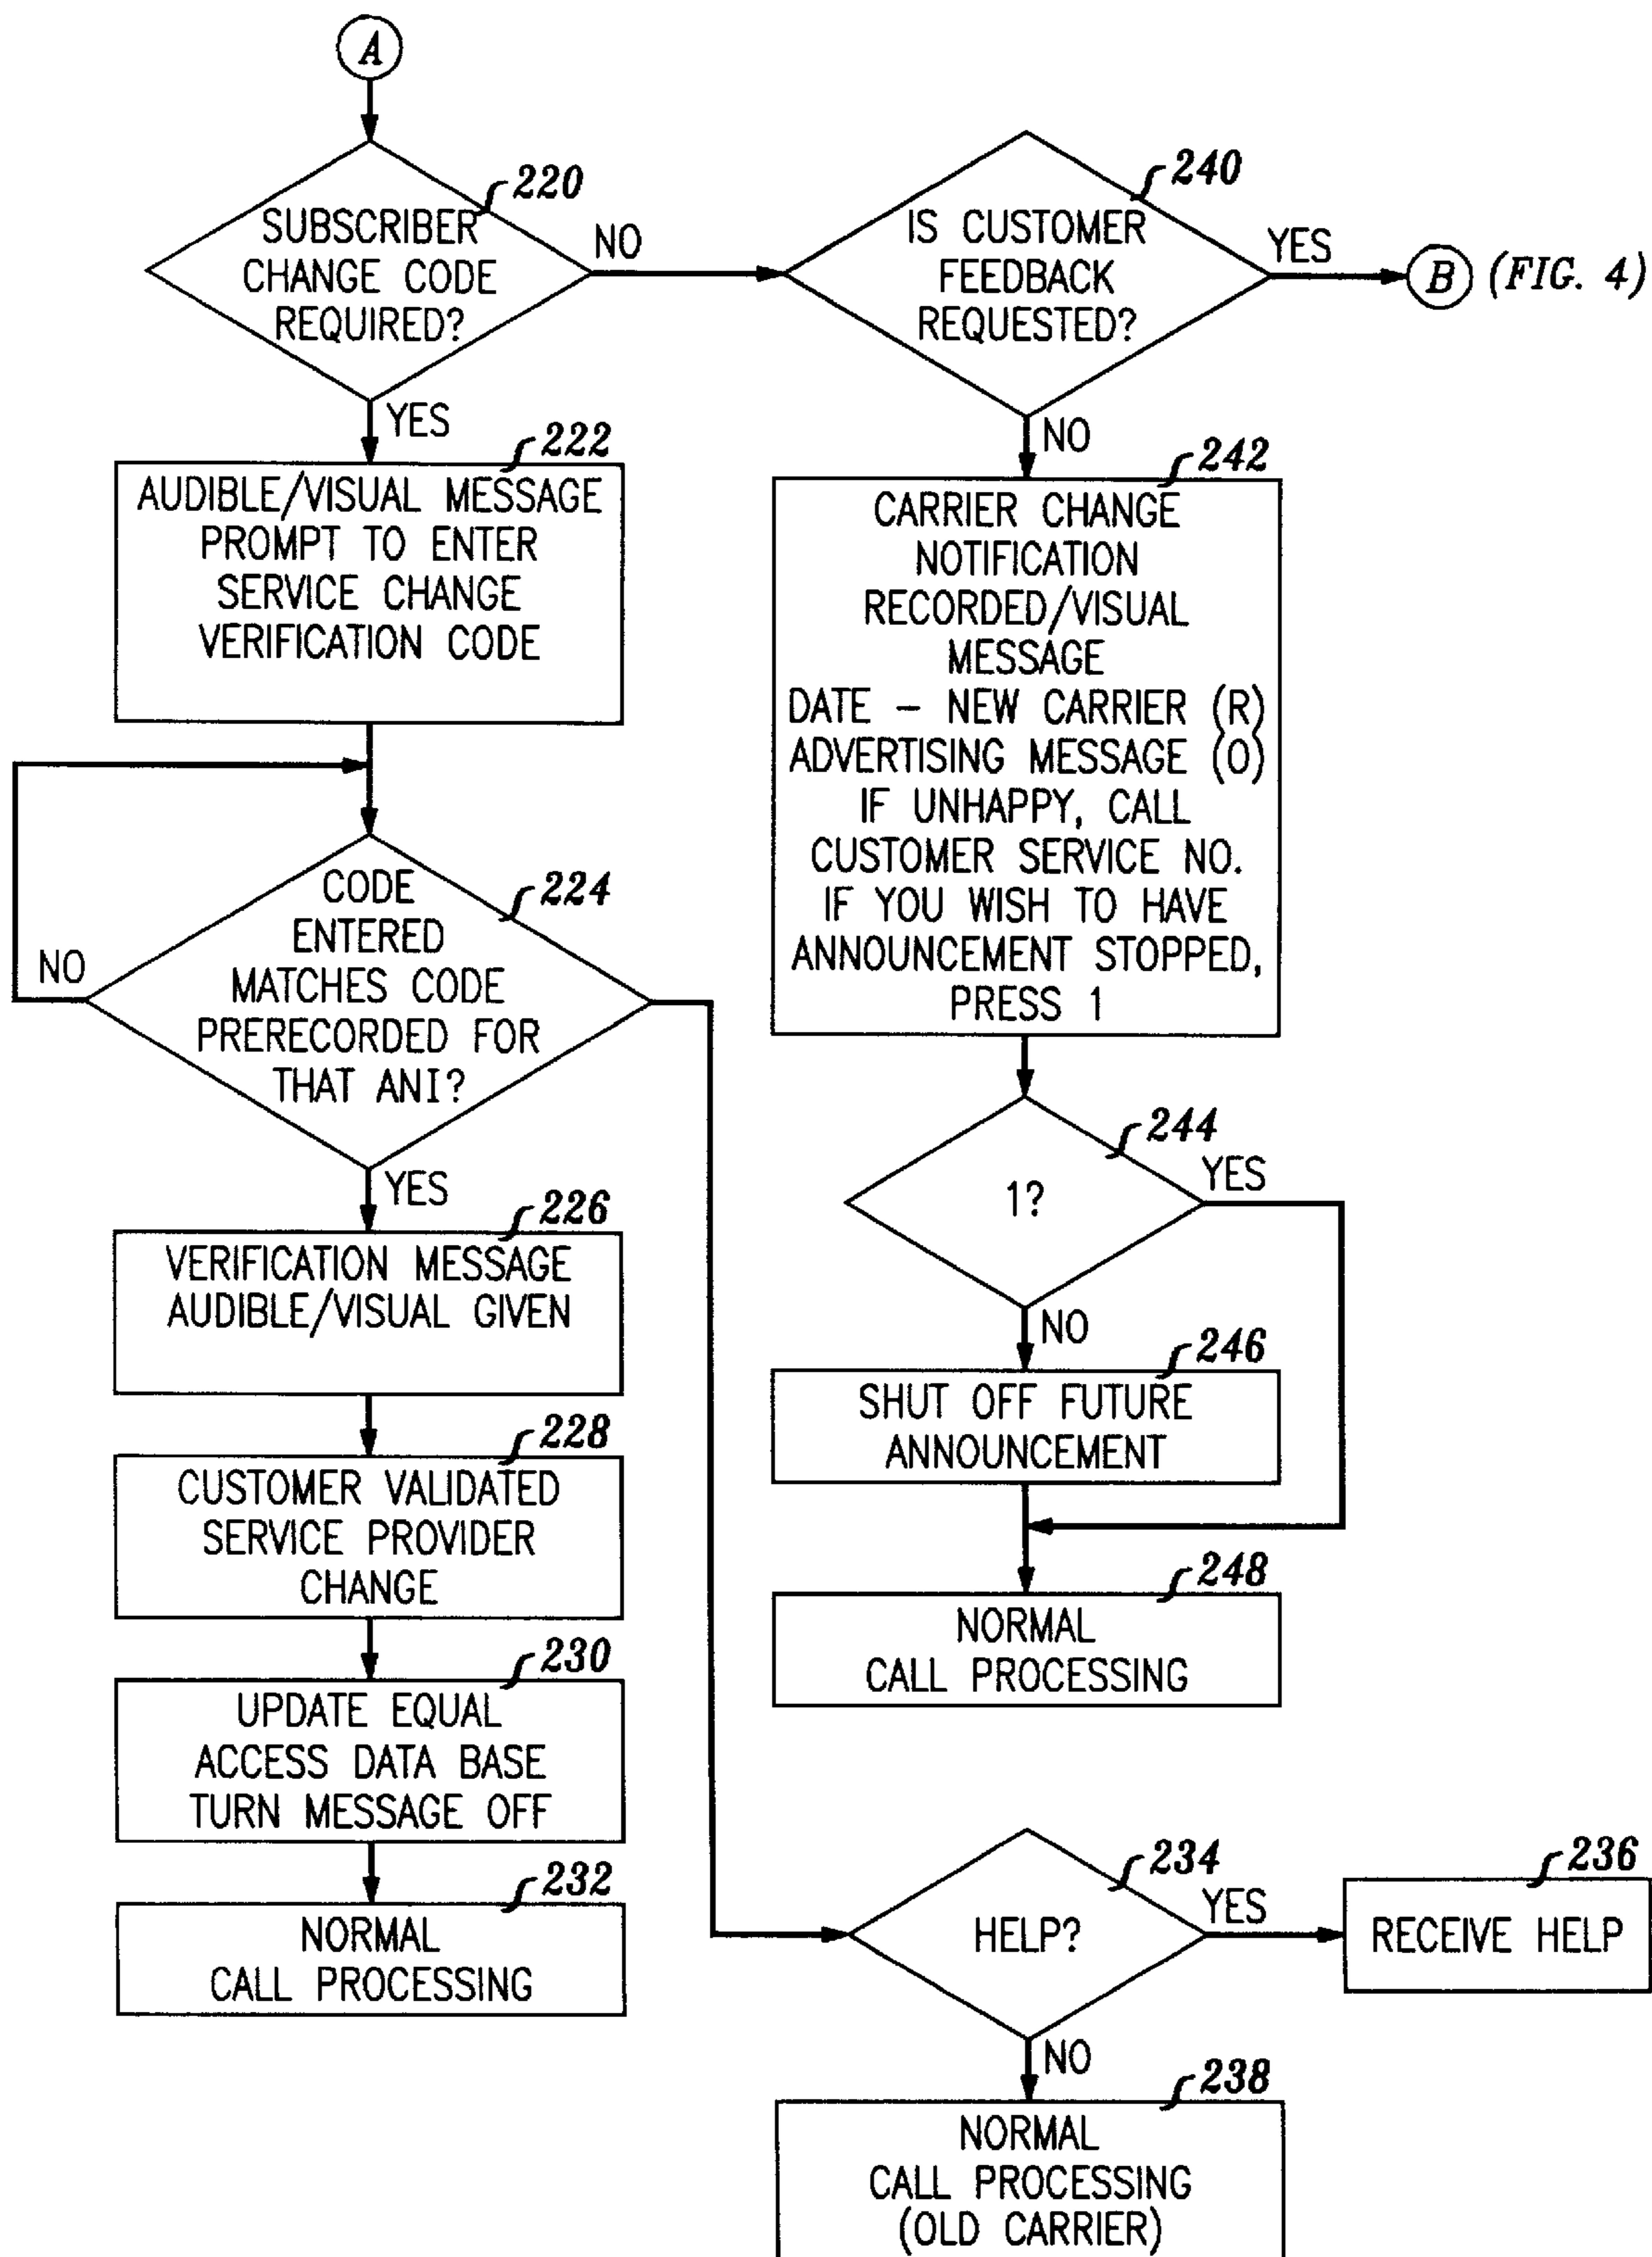 A
220
SUBSCRIBER
CHANGE CODE
REQUIRED?
NO
YES
222
AUDIBLE/VISUAL MESSAGE
PROMPT TO ENTER
SERVICE CHANGE
VERIFICATION CODE
224
CODE
ENTERED
MATCHES CODE
PRERECORDED FOR
THAT ANI?
NO
YES
226
VERIFICATION MESSAGE
AUDIBLE/VISUAL GIVEN
228
CUSTOMER VALIDATED
SERVICE PROVIDER
CHANGE
230
UPDATE EQUAL
ACCESS DATA BASE
TURN MESSAGE OFF
232
NORMAL
CALL PROCESSING
240
IS CUSTOMER
FEEDBACK
REQUESTED?
YES
B (FIG. 4)
NO
242
CARRIER CHANGE
NOTIFICATION
RECORDED/VISUAL
MESSAGE
DATE – NEW CARRIER (R)
ADVERTISING MESSAGE (O)
IF UNHAPPY, CALL
CUSTOMER SERVICE NO.
IF YOU WISH TO HAVE
ANNOUNCEMENT STOPPED,
PRESS 1
244
1?
YES
NO
246
SHUT OFF FUTURE
ANNOUNCEMENT
248
NORMAL
CALL PROCESSING
234
HELP?
YES
236
RECEIVE HELP
NO
238
NORMAL
CALL PROCESSING
(OLD CARRIER)